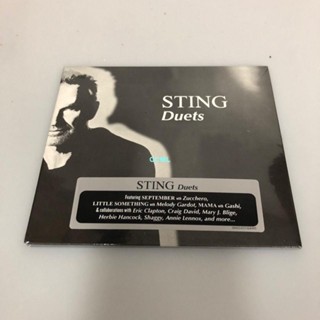 STING
Duets
STING Duets
Featuring SEPTEMBER with Zucchero,
LITTLE SOMETHING with Melody Gardot, MAMA with Gashi,
& collaborations with Eric Clapton, Craig David, Mary J. Blige,
Herbie Hancock, Shaggy, Annie Lennox, and more...